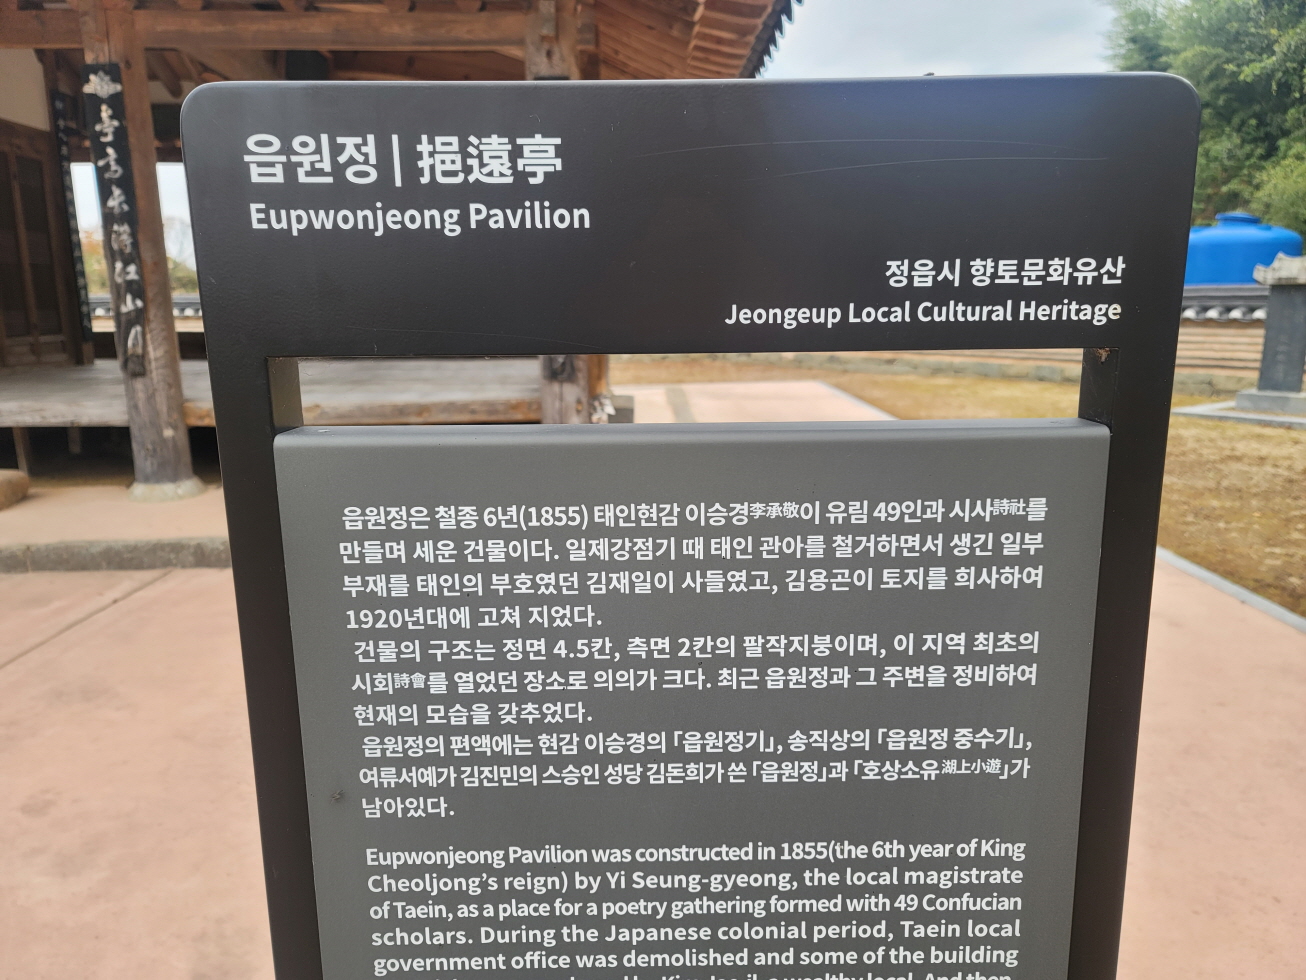 읍원정 | 挹遠亭
Eupwonjeong Pavilion
정읍시 향토문화유산
Jeongeup Local Cultural Heritage
읍원정은 철종 6년(1855) 태인현감 이승경李承敬이 유림 49인과 시사詩社를
만들며 세운 건물이다. 일제강점기 때 태인 관아를 철거하면서 생긴 일부
부재를 태인의 부호였던 김재일이 사들였고, 김용곤이 토지를 희사하여
1920년대에 고쳐 지었다.
건물의 구조는 정면 4.5칸, 측면 2칸의 팔작지붕이며, 이 지역 최초의
시회詩會를 열었던 장소로 의의가 크다. 최근 읍원정과 그 주변을 정비하여
현재의 모습을 갖추었다.
읍원정의 편액에는 현감 이승경의 「읍원정기」, 송직상의 「읍원정 중수기」,
여류서예가 김진민의 스승인 성당 김돈희가 쓴 「읍원정」과 「호상소유湖上小遊」가
남아있다.
Eupwonjeong Pavilion was constructed in 1855(the 6th year of King
Cheoljong’s reign) by Yi Seung-gyeong, the local magistrate
of Taein, as a place for a poetry gathering formed with 49 Confucian
scholars. During the Japanese colonial period, Taein local
government office was demolished and some of the building